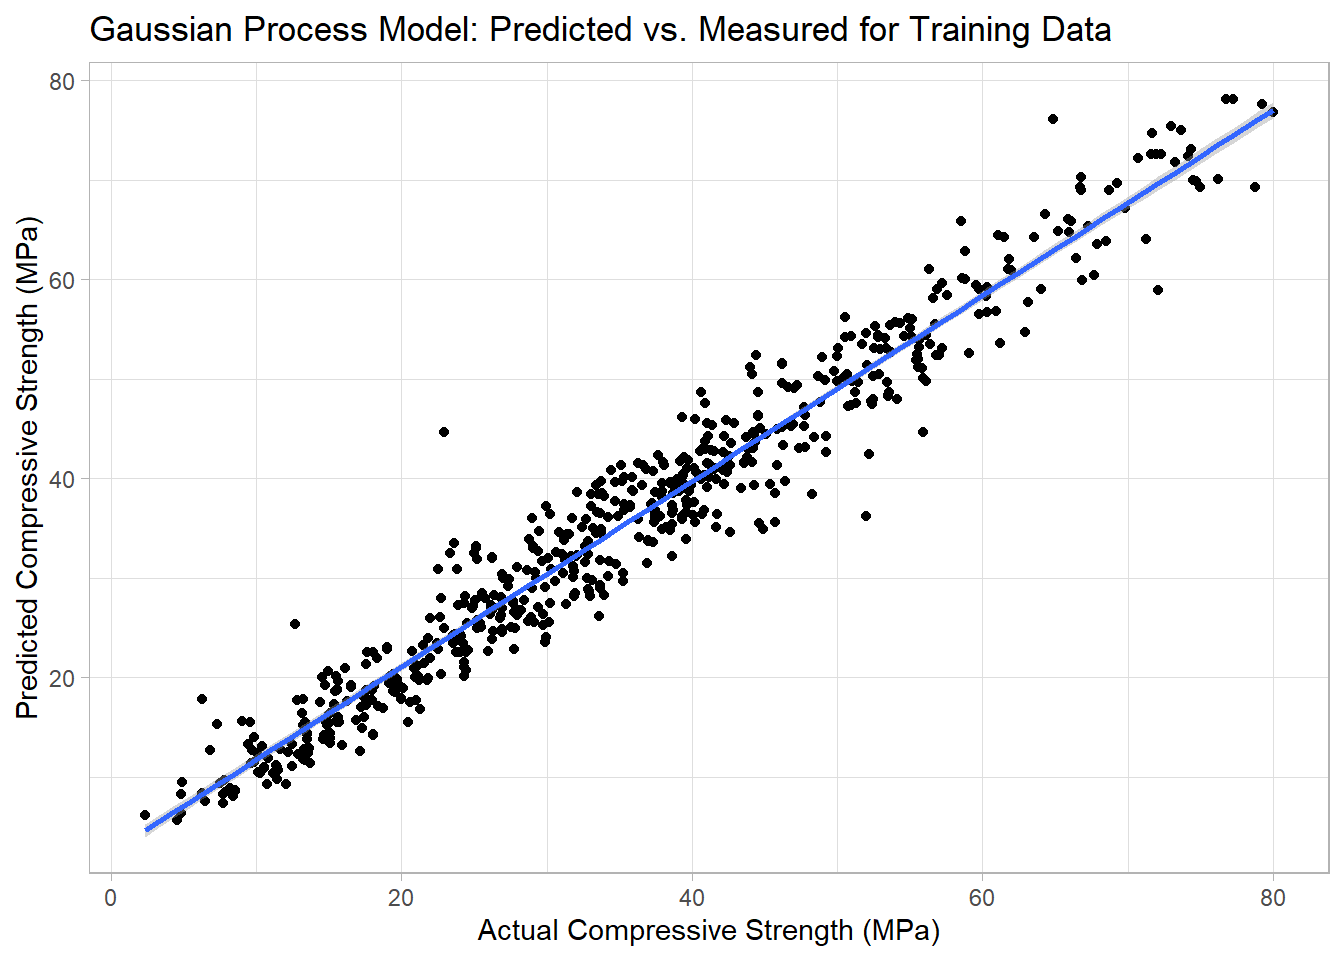 Gaussian Process Model: Predicted vs. Measured for Training Data
80
60
40
20
Predicted Compressive Strength (MPa)
0 20 40 60 80
Actual Compressive Strength (MPa)